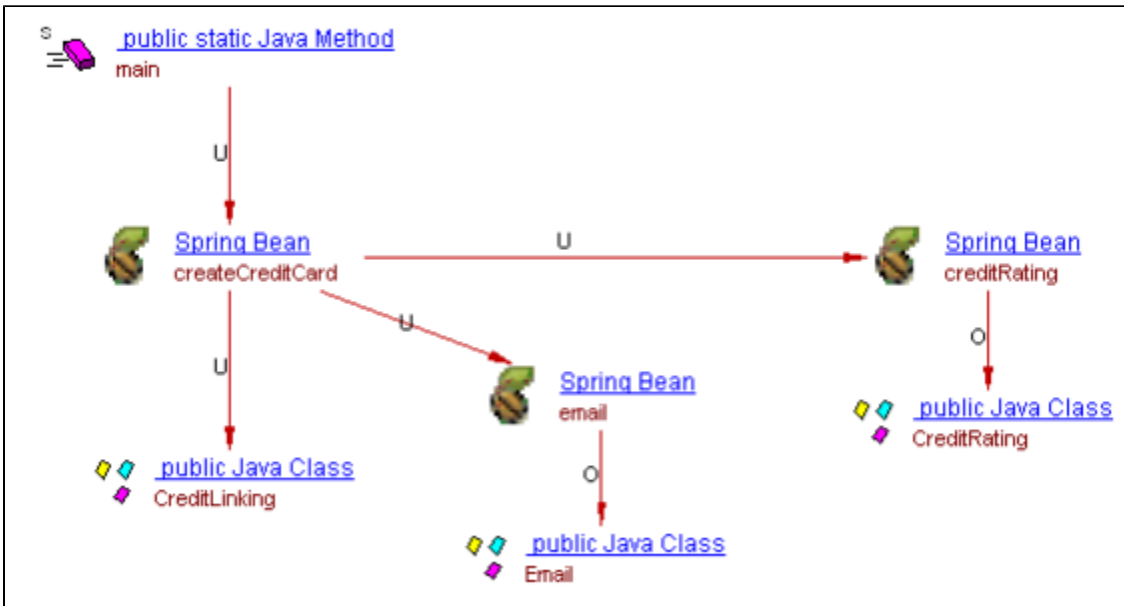 S
public static Java Method
main
U
Spring Bean
createCreditCard
U
Spring Bean
creditRating
U
U
O
Spring Bean
email
public Java Class
CreditRating
public Java Class
CreditLinking
O
public Java Class
Email